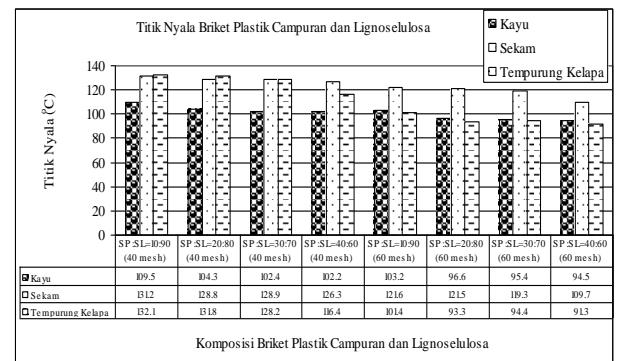 Titik Nyala Briket Plastik Campuran dan Lignoselulosa
Kayu
Sekam
Tempurung Kelapa
Titik Nyala (°C)
140
120
100
80
60
40
20
0
SP:SL=10:90 SP:SL=20:80 SP:SL=30:70 SP:SL=40:60 SP:SL=10:90 SP:SL=20:80 SP:SL=30:70 SP:SL=40:60
(40 mesh) (40 mesh) (40 mesh) (40 mesh) (60 mesh) (60 mesh) (60 mesh) (60 mesh)
Kayu 109.5 104.3 102.4 102.2 103.2 96.6 95.4 94.5
Sekam 131.2 128.8 128.9 126.3 121.6 121.5 119.3 109.7
Tempurung Kelapa 132.1 131.8 128.2 116.4 101.4 93.3 94.4 91.3
Komposisi Briket Plastik Campuran dan Lignoselulosa